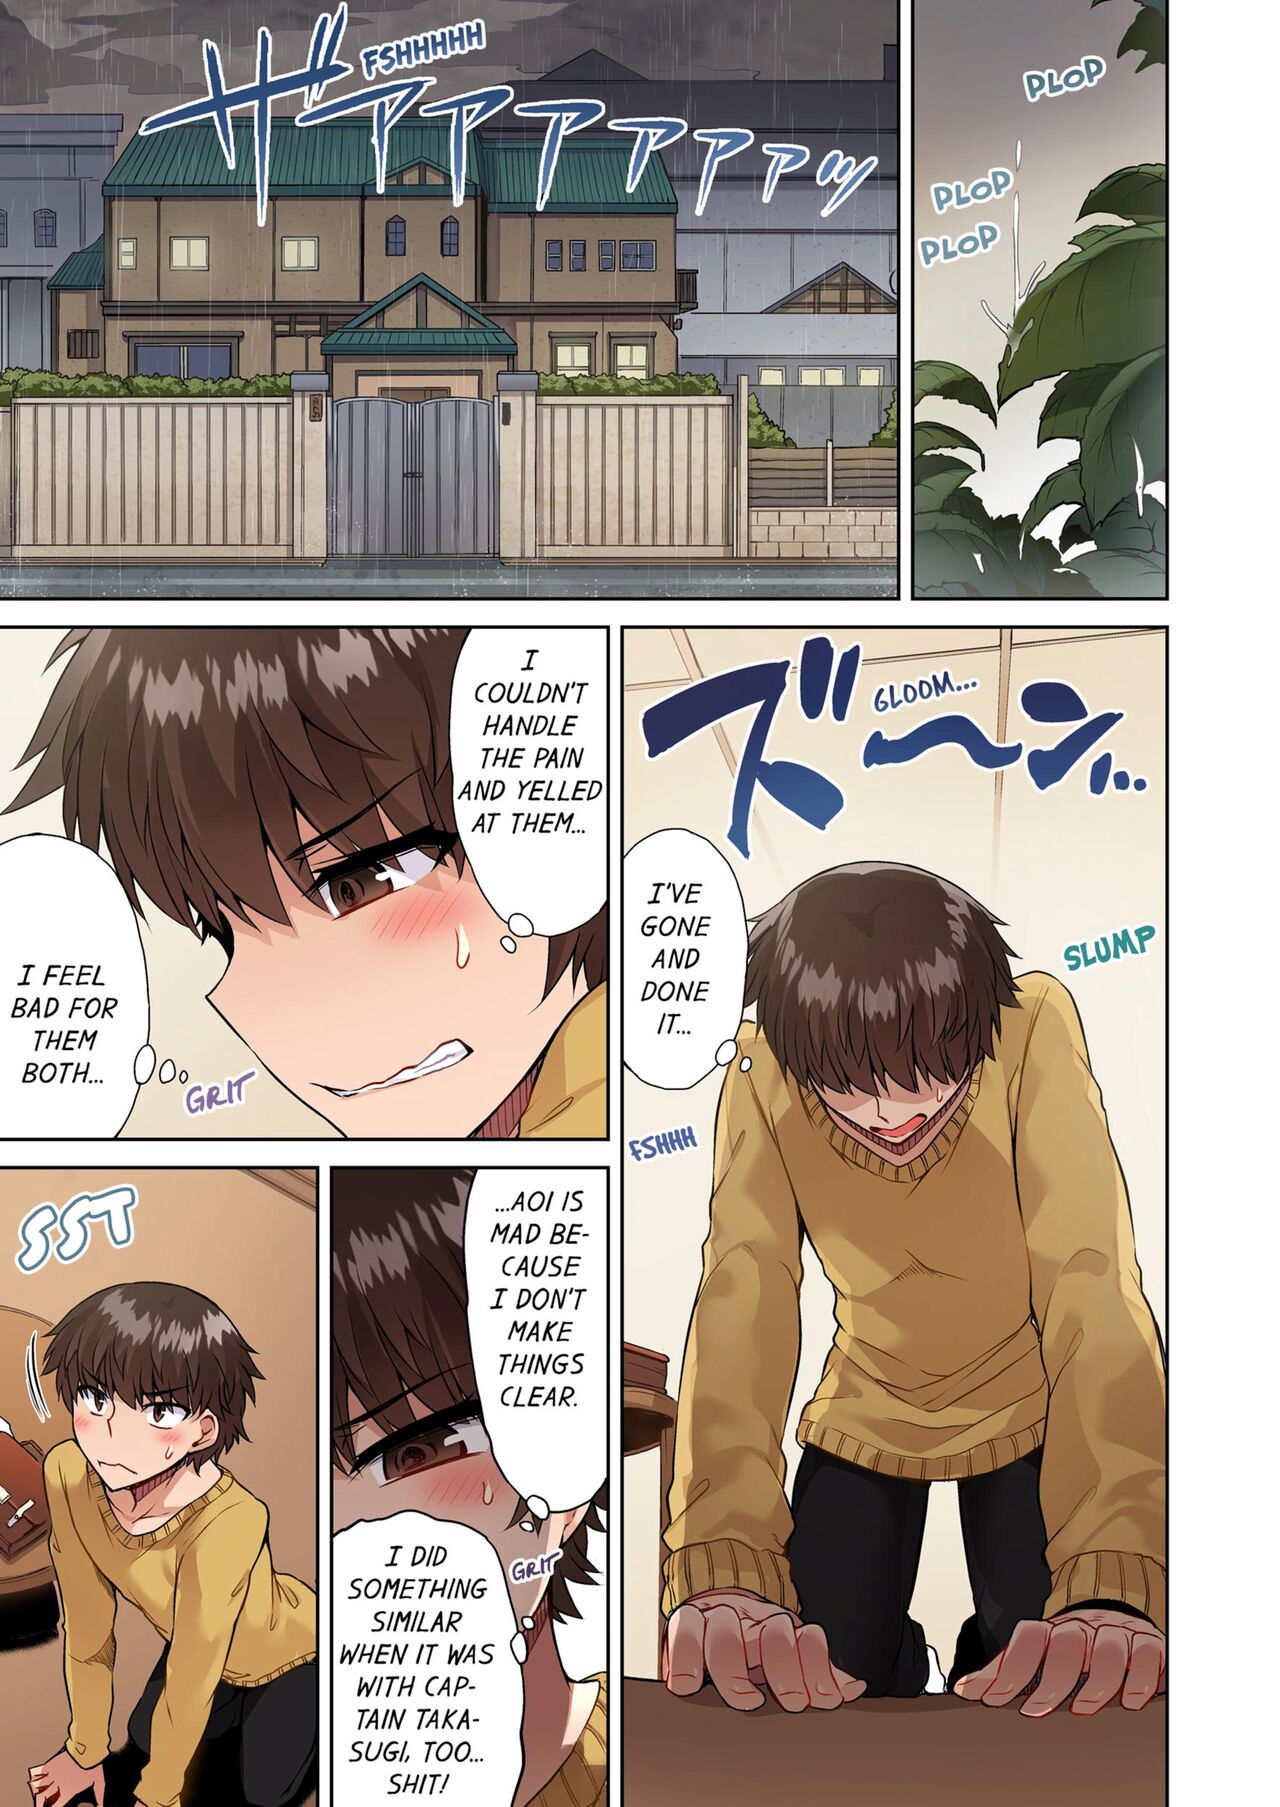 PLOP
PLOP
PLOP
FSHHHHH
ザアアアアアアアッ
ズ〜〜ン...
GLOOM...
I'VE
GONE
AND
DONE
IT...
SLUMP
FSHHH
I
COULDN'T
HANDLE
THE PAIN
AND YELLED
AT THEM...
I FEEL
BAD FOR
THEM
BOTH...
GRIT
...AOI IS
MAD BE-
CAUSE
I DON'T
MAKE
THINGS
CLEAR.
GRIT
I DID
SOMETHING
SIMILAR
WHEN IT WAS
WITH CAP-
TAIN TAKA-
SUGI, TOO...
SHIT!
SST